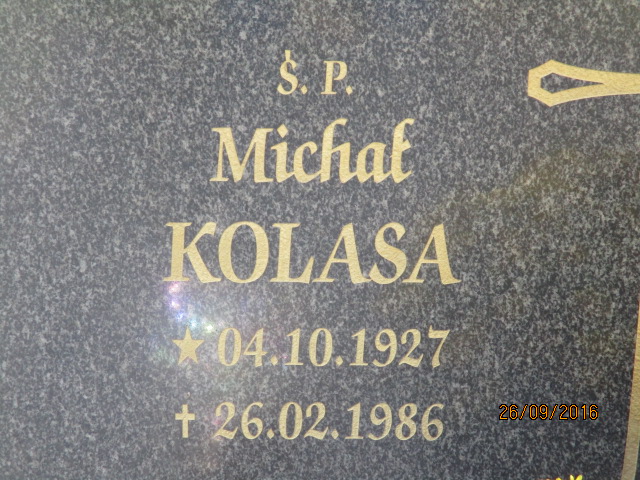 Ś. P.
Michał
KOLASA
★ 04.10.1927
✝ 26.02.1986
26/09/2016